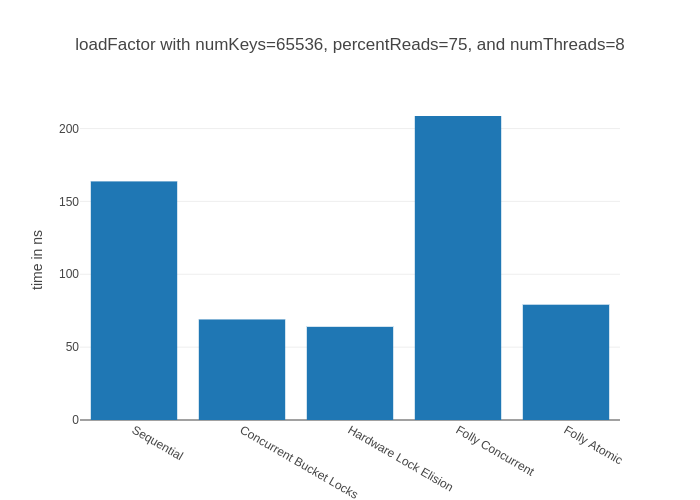 loadFactor with numKeys=65536, percentReads=75, and numThreads=8
200
150
100
50
0
time in ns
Sequential
Concurrent Bucket Locks
Hardware Lock Elision
Folly Concurrent
Folly Atomic